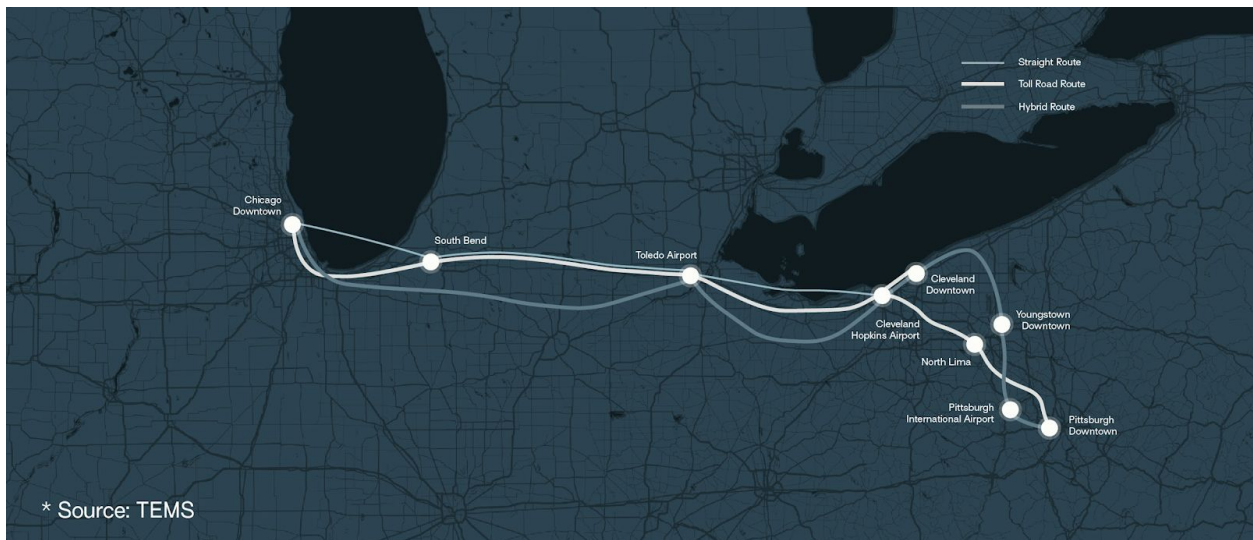 Straight Route
Toll Road Route
Hybrid Route
Chicago
Downtown
South Bend
Toledo Airport
Cleveland
Downtown
Cleveland
Hopkins Airport
Youngstown
Downtown
North Lima
Pittsburgh
International Airport
Pittsburgh
Downtown
* Source: TEMS